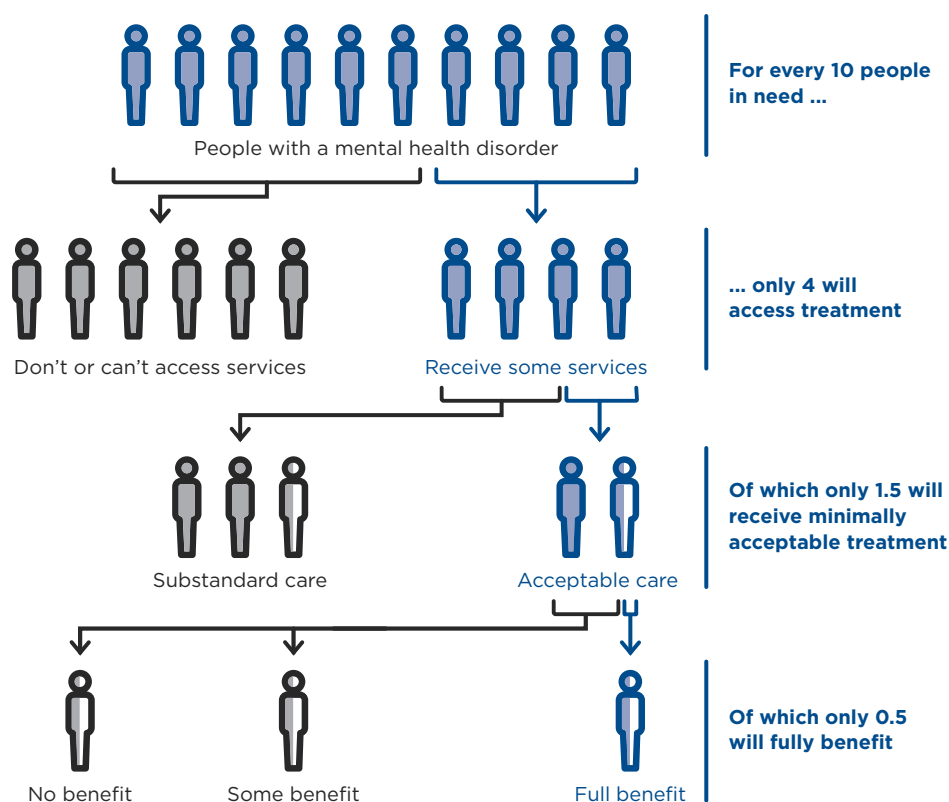 For every 10 people
in need ...
People with a mental health disorder
... only 4 will
access treatment
Don't or can't access services
Receive some services
Of which only 1.5 will
receive minimally
acceptable treatment
Substandard care
Acceptable care
Of which only 0.5
will fully benefit
No benefit
Some benefit
Full benefit